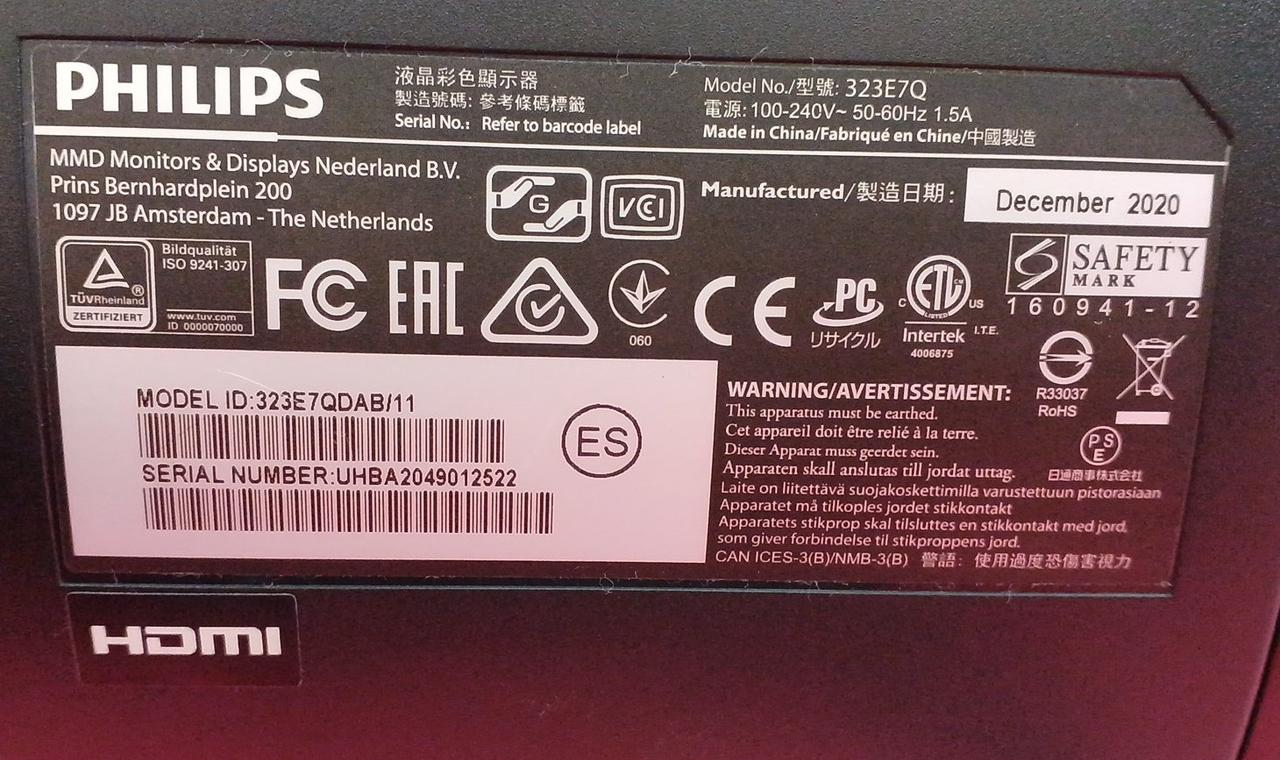 PHILIPS
液晶彩色顯示器
製造號碼: 參考條碼標籤
Serial No.: Refer to barcode label
Model No./型號: 323E7Q
電源: 100-240V~ 50-60Hz 1.5A
Made in China/Fabriqué en Chine/中國製造
MMD Monitors & Displays Nederland B.V.
Prins Bernhardplein 200
1097 JB Amsterdam - The Netherlands
G
VCI
Manufactured/製造日期:
December 2020
TÜVRheinland
ZERTIFIZIERT
Bildqualität
ISO 9241-307
www.tuv.com
ID 0000070000
FC
EAC
060
CE
PC
リサイクル
C ETL US
LISTED
Intertek
I.T.E.
4006875
S
SAFETY
MARK
160941-12
R33037
RoHS
PSE
日通商事株式会社
MODEL ID:323E7QDAB/11
SERIAL NUMBER:UHBA2049012522
ES
WARNING/AVERTISSEMENT:
This apparatus must be earthed.
Cet appareil doit être relié à la terre.
Dieser Apparat muss geerdet sein.
Apparaten skall anslutas till jordat uttag.
Laite on liitettävä suojakoskettimilla varustettuun pistorasiaan
Apparatet må tilkoples jordet stikkontakt
Apparatets stikprop skal tilsluttes en stikkontakt med jord,
som giver forbindelse til stikproppens jord.
CAN ICES-3(B)/NMB-3(B) 警語: 使用過度恐傷害視力
HDMI